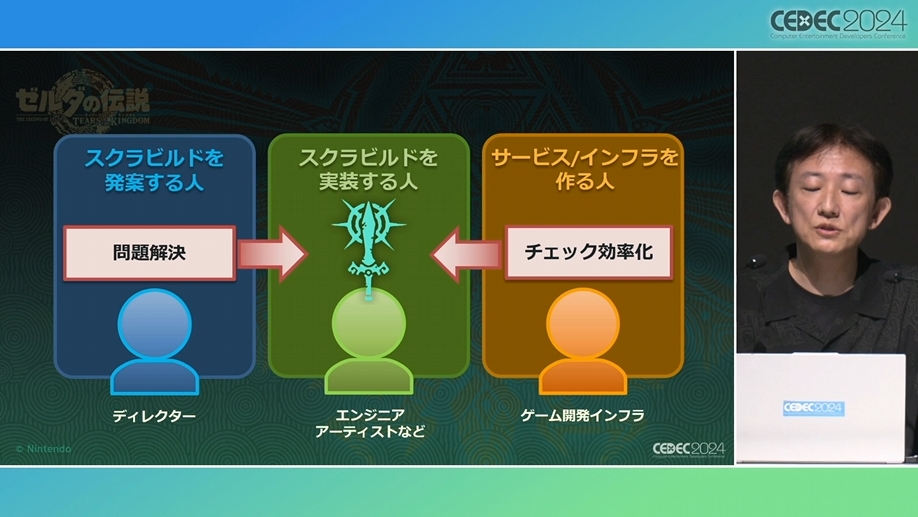 CEDEC2024
Computer Entertainment Developers Conference
ゼルダの伝説
THE LEGEND OF ZELDA
TEARS OF THE KINGDOM
スクラビルドを
発案する人
スクラビルドを
実装する人
サービス/インフラを
作る人
問題解決
チェック効率化
ディレクター
エンジニア
アーティストなど
ゲーム開発インフラ
© Nintendo
CEDEC2024
CEDEC2024